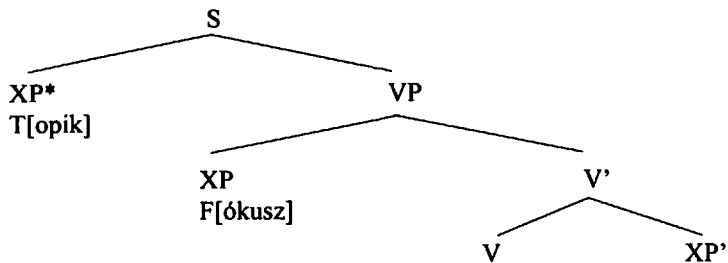 S
XP* VP
T[opik]
XP V'
F[ókusz]
V XP'